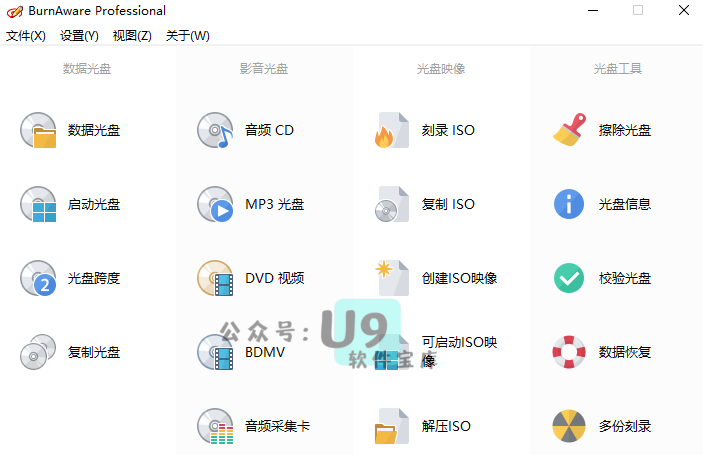 BurnAware Professional
文件(X) 设置(Y) 视图(Z) 关于(W)
数据光盘 影音光盘 光盘映像 光盘工具
数据光盘 音频 CD 刻录 ISO 擦除光盘
启动光盘 MP3 光盘 复制 ISO 光盘信息
2 光盘跨度 DVD 视频 创建ISO映像 校验光盘
公众号: U9
软件宝库
复制光盘 BDMV 可启动ISO映
像 数据恢复
音频采集卡 解压ISO 多份刻录